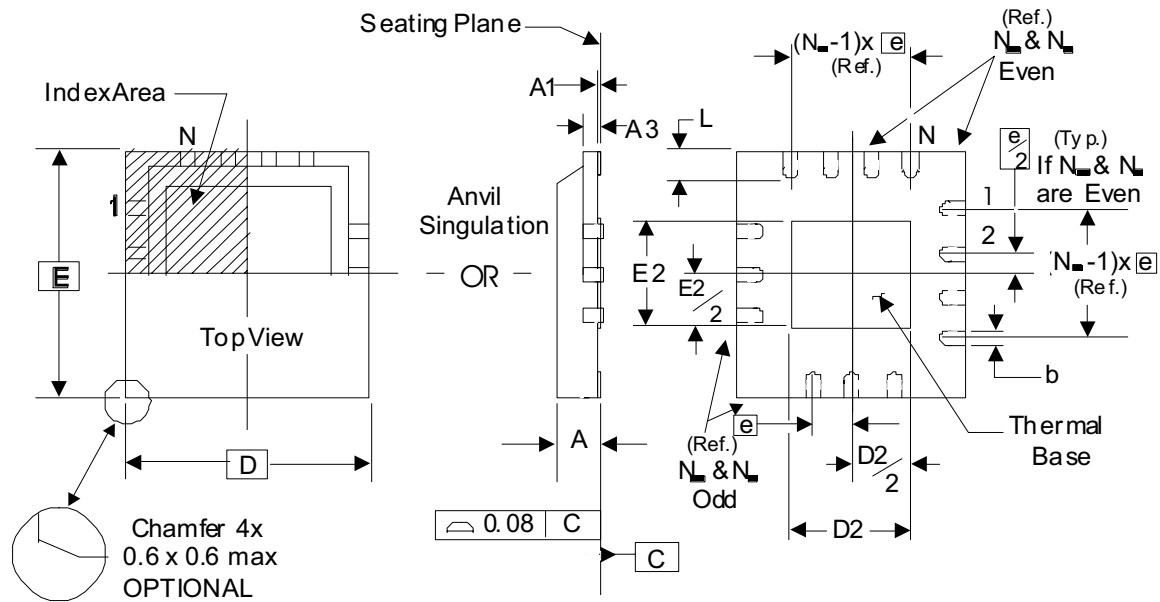 Seating Plane
(Ref.)
(N -1)x e
(Ref.)
N & N
Even
A1
Index Area
L
A3
N
N
e/2
(Typ.)
If N & N
are Even
1
1
Anvil
Singulation
2
E
OR
E2
E2/2
(N -1)x e
(Ref.)
Top View
b
A
e
(Ref.)
N & N
Odd
D2/2
Thermal
Base
D
0.08 C
D2
C
Chamfer 4x
0.6 x 0.6 max
OPTIONAL